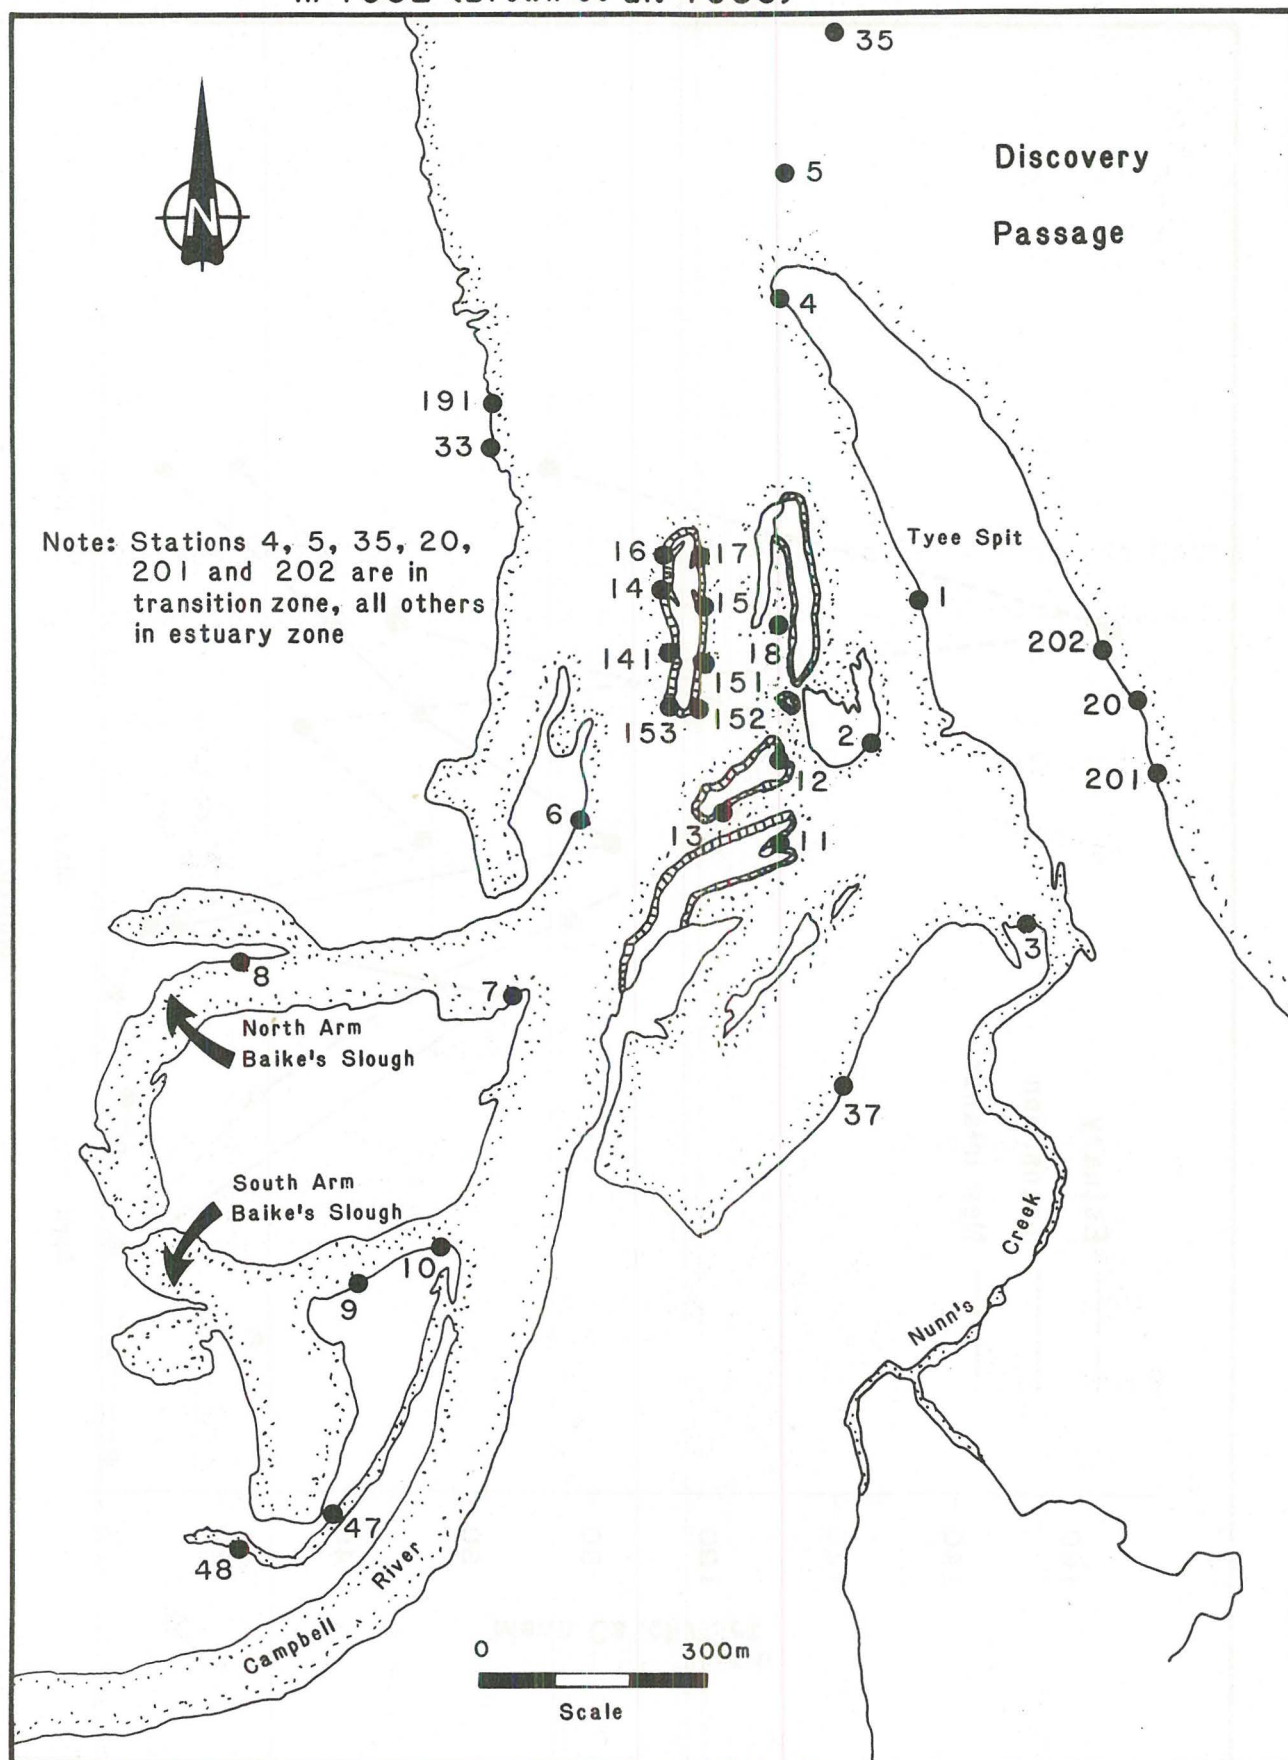 35
5
Discovery
Passage
N
4
191
33
Note: Stations 4, 5, 35, 20,
201 and 202 are in
transition zone, all others
in estuary zone
16
17
Tyee Spit
14
15
1
18
202
141
151
20
153
152
2
12
201
6
13
11
3
8
7
North Arm
Baike's Slough
37
South Arm
Baike's Slough
Creek
10
9
Nunn's
47
48
River
Campbell
0 300m
Scale